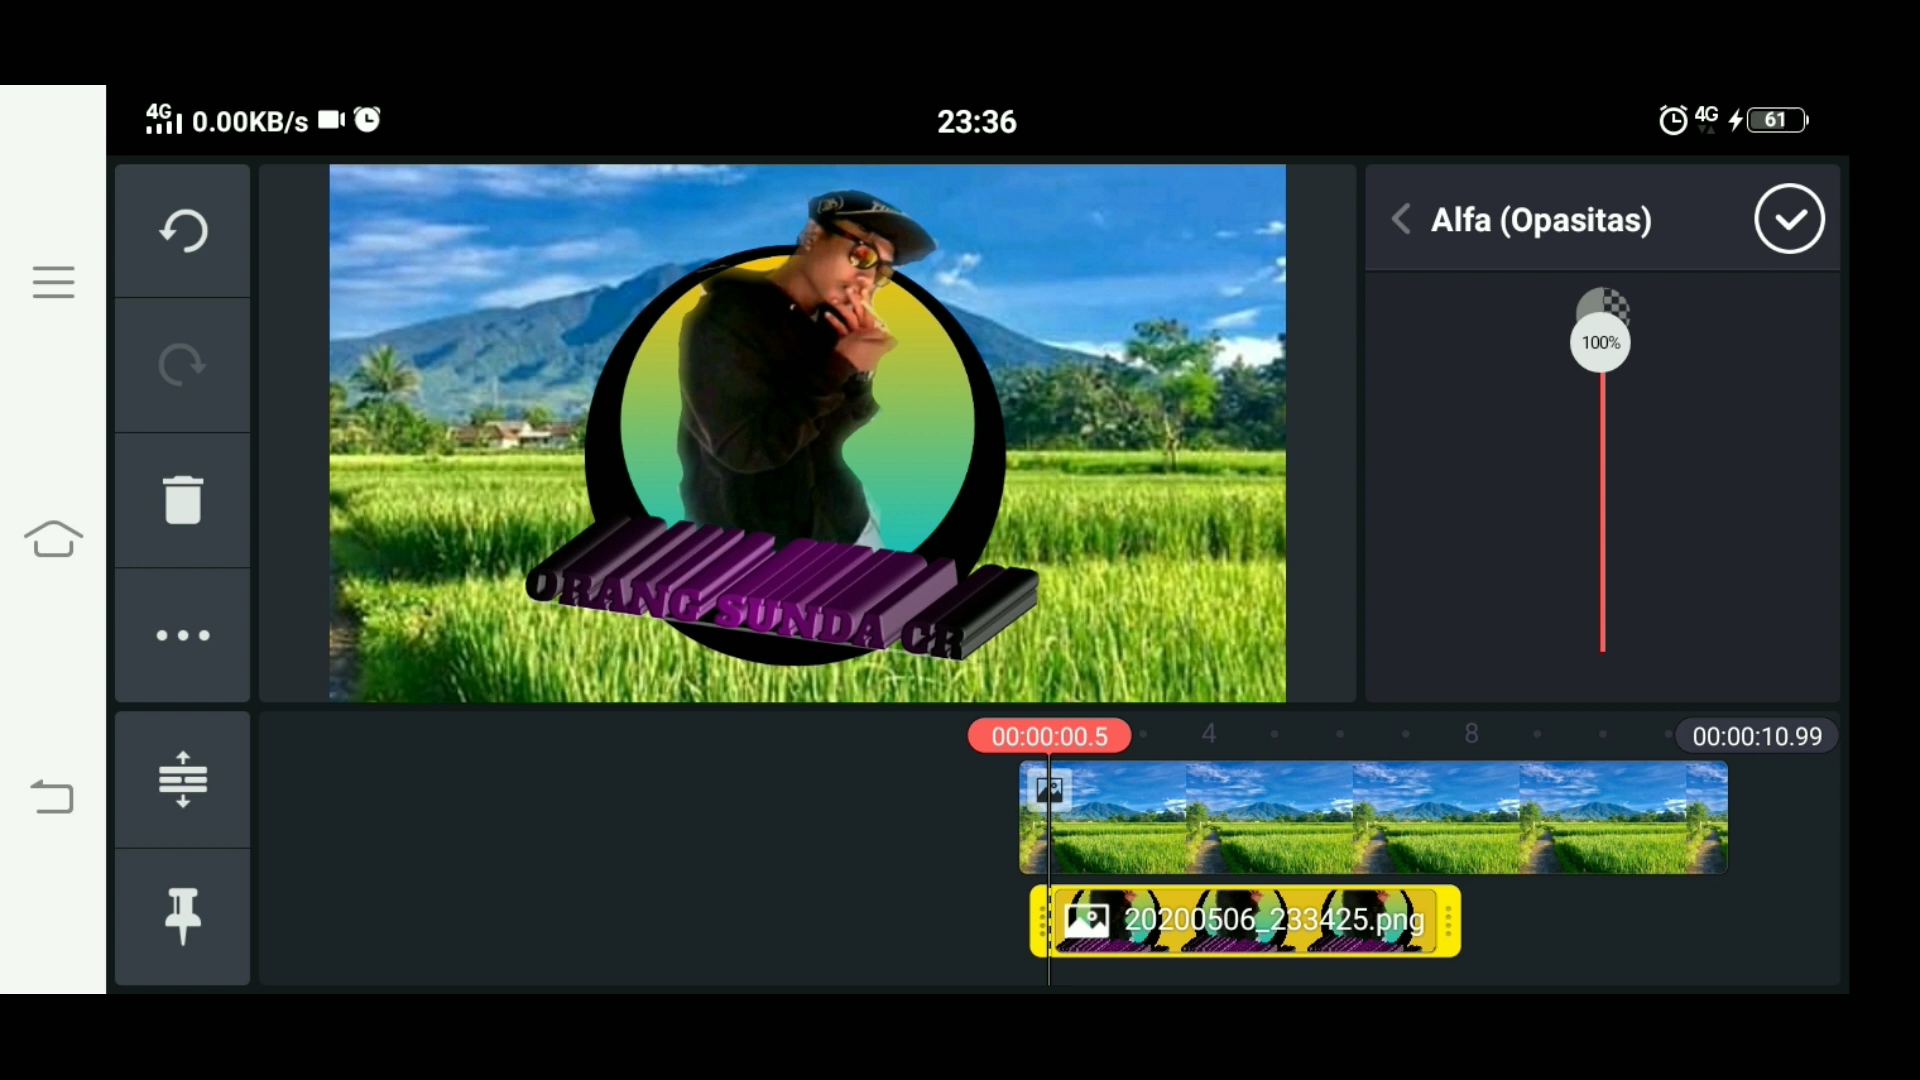 4G 0.00KB/s
23:36
4G 61
Alfa (Opasitas)
100%
ORANG SUNDA CR
00:00:00.5
4
8
00:00:10.99
20200506_233425.png